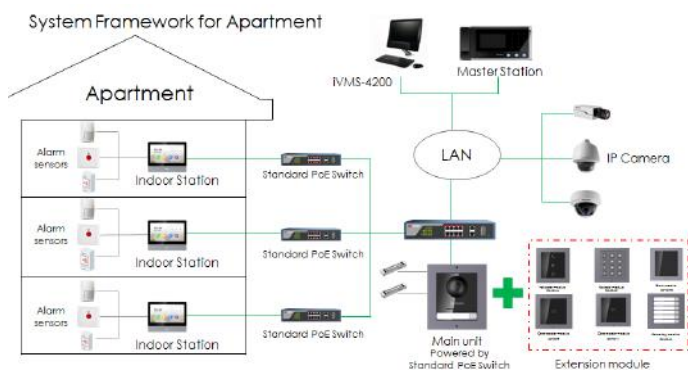 System Framework for Apartment
iVMS-4200
Master Station
Apartment
LAN
IP Camera
Alarm
sensors
Indoor Station
Standard PoE Switch
Alarm
sensors
Indoor Station
Standard PoE Switch
Alarm
sensors
Indoor Station
Standard PoE Switch
Main unit
Powered by
Standard PoE Switch
Extension module